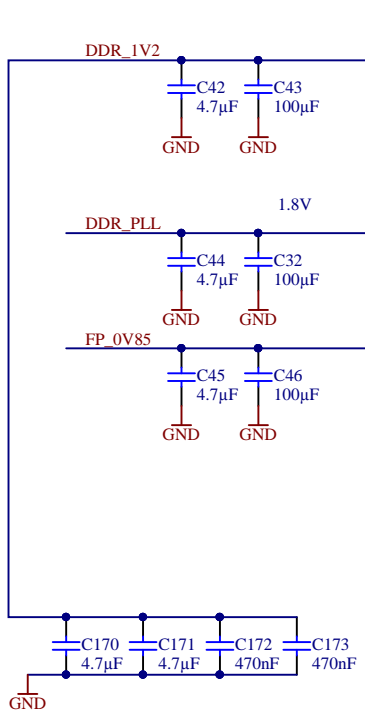 DDR_1V2
C42
C43
4.7µF
100µF
GND
GND
1.8V
DDR_PLL
C44
C32
4.7µF
100µF
GND
GND
FP_0V85
C45
C46
4.7µF
100µF
GND
GND
C170
C171
C172
C173
4.7µF
4.7µF
470nF
470nF
GND